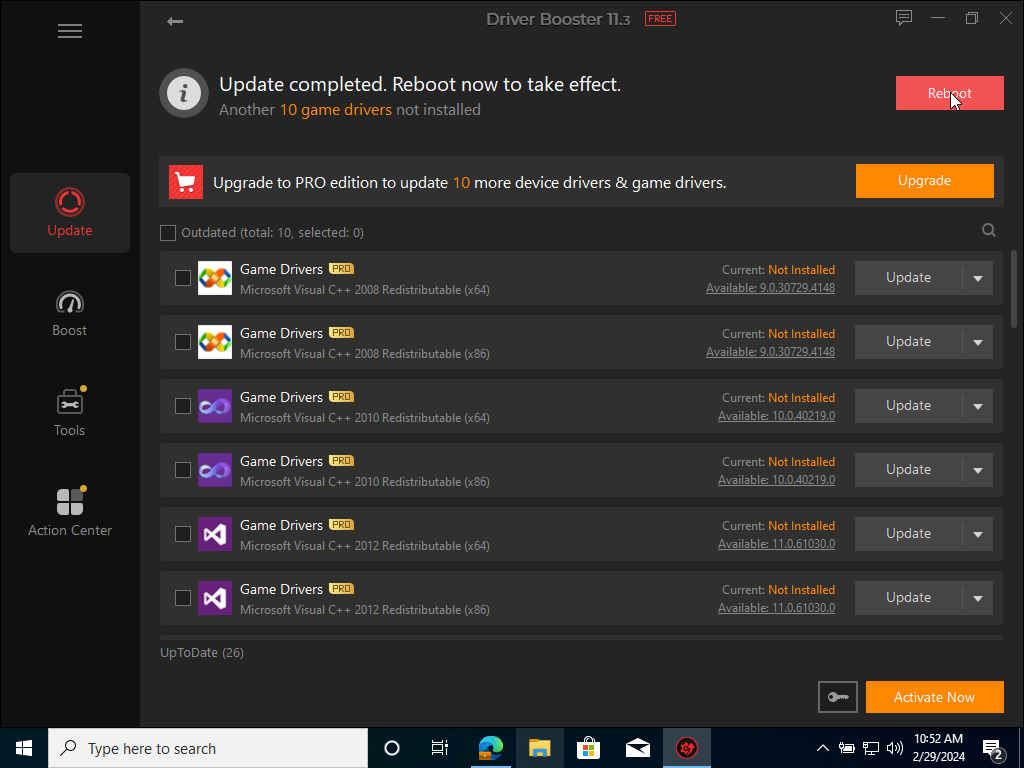 Driver Booster 11.3 FREE
Update completed. Reboot now to take effect.
Another 10 game drivers not installed
Reboot
Upgrade to PRO edition to update 10 more device drivers & game drivers.
Upgrade
Update
Boost
Tools
Action Center
Outdated (total: 10, selected: 0)
Game Drivers PRO
Microsoft Visual C++ 2008 Redistributable (x64)
Current: Not Installed
Available: 9.0.30729.4148
Update
Game Drivers PRO
Microsoft Visual C++ 2008 Redistributable (x86)
Current: Not Installed
Available: 9.0.30729.4148
Update
Game Drivers PRO
Microsoft Visual C++ 2010 Redistributable (x64)
Current: Not Installed
Available: 10.0.40219.0
Update
Game Drivers PRO
Microsoft Visual C++ 2010 Redistributable (x86)
Current: Not Installed
Available: 10.0.40219.0
Update
Game Drivers PRO
Microsoft Visual C++ 2012 Redistributable (x64)
Current: Not Installed
Available: 11.0.61030.0
Update
Game Drivers PRO
Microsoft Visual C++ 2012 Redistributable (x86)
Current: Not Installed
Available: 11.0.61030.0
Update
UpToDate (26)
Activate Now
Type here to search
10:52 AM
2/29/2024
2